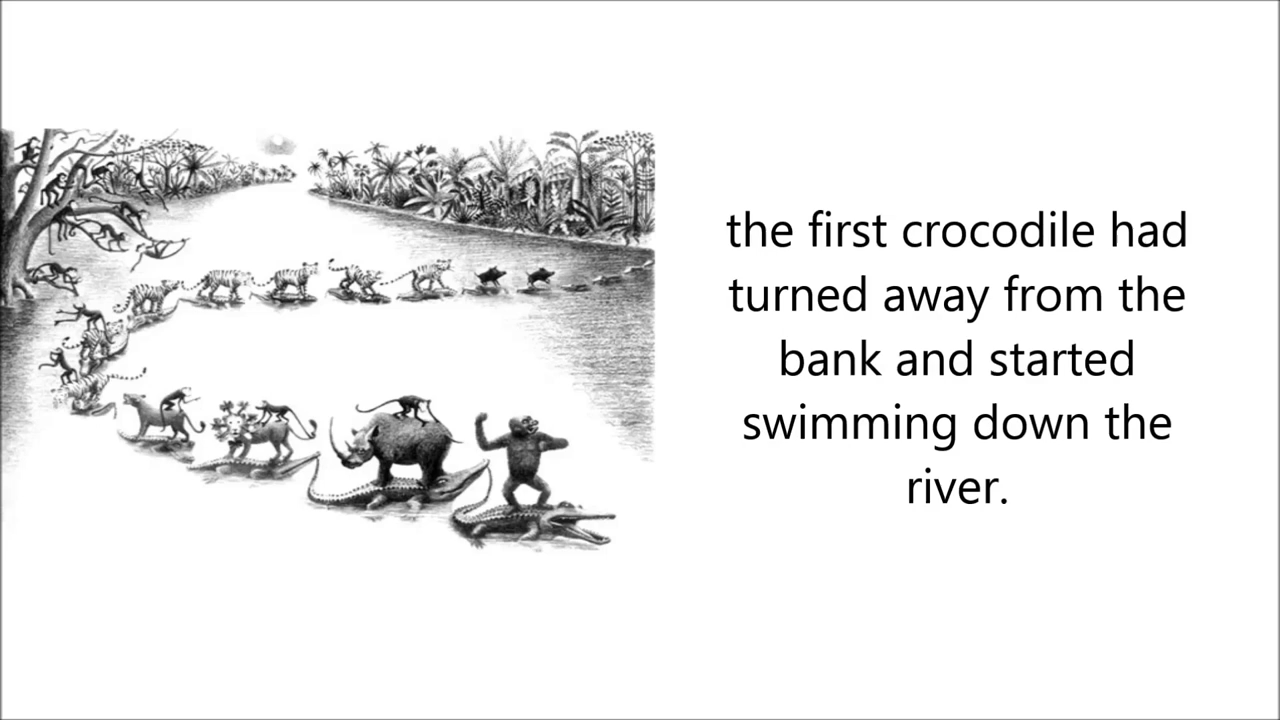 the first crocodile had
turned away from the
bank and started
swimming down the
river.